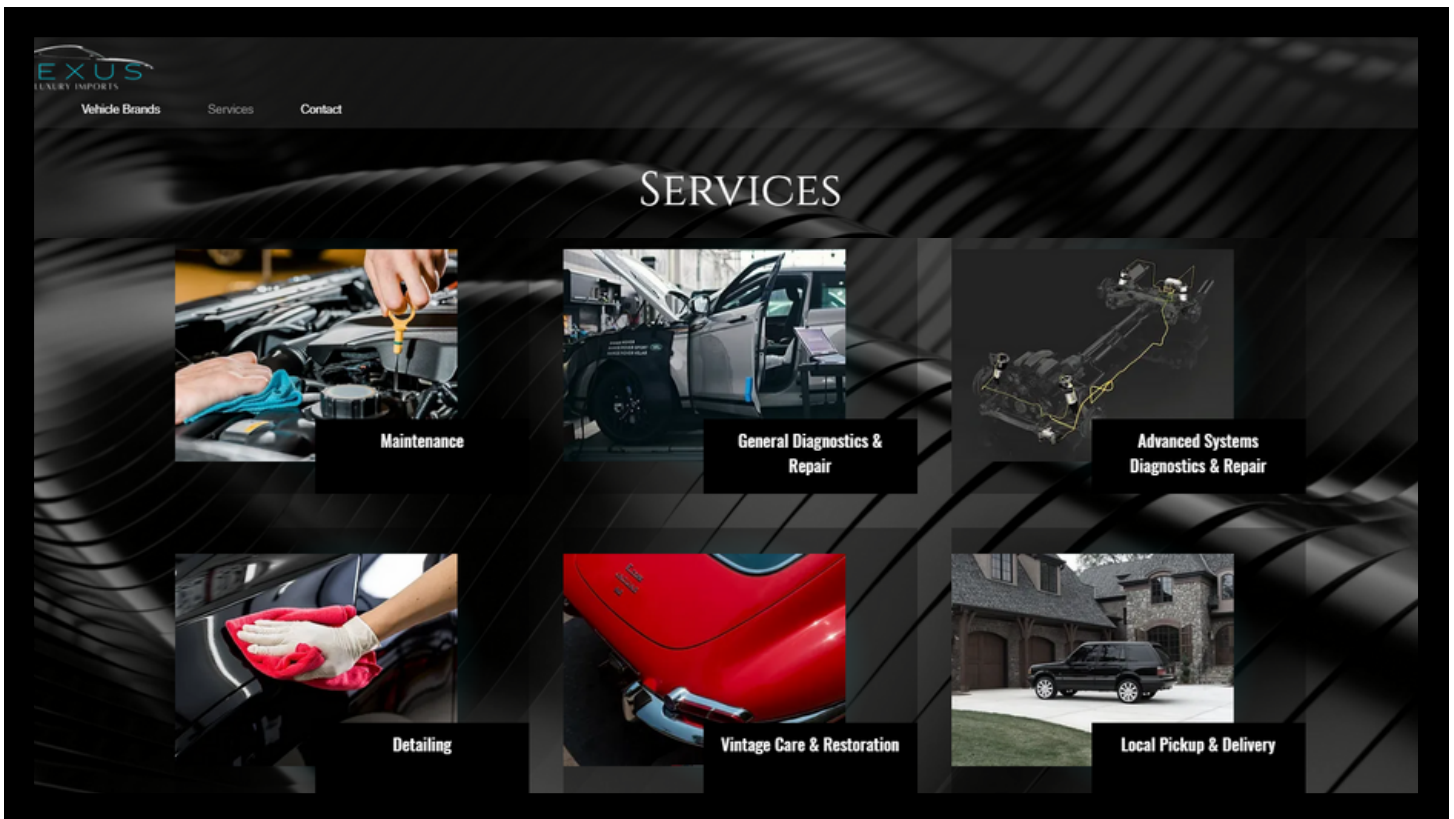 EXUS
LUXURY IMPORTS
Vehicle Brands Services Contact
SERVICES
Maintenance
General Diagnostics &
Repair
Advanced Systems
Diagnostics & Repair
Detailing
Vintage Care & Restoration
Local Pickup & Delivery